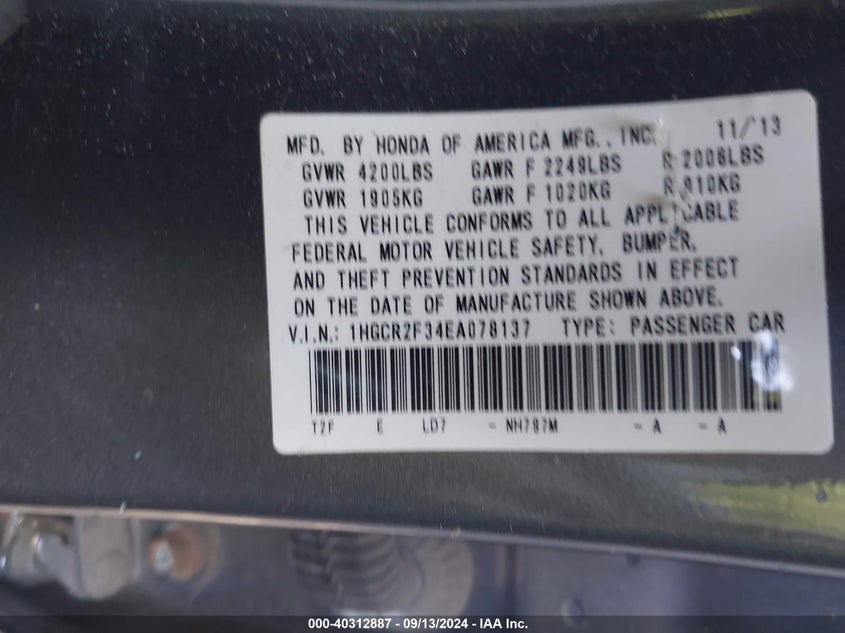 MFD. BY HONDA OF AMERICA MFG., INC. 11/'13
GVWR 4200LBS GAWR F 2249LBS R 2006LBS
GVWR 1905KG GAWR F 1020KG R 910KG
THIS VEHICLE CONFORMS TO ALL APPLICABLE
FEDERAL MOTOR VEHICLE SAFETY, BUMPER,
AND THEFT PREVENTION STANDARDS IN EFFECT
ON THE DATE OF MANUFACTURE SHOWN ABOVE.
V.I.N.: 1HGCR2F34EA078137 TYPE: PASSENGER CAR
T2F E LD7 - NH797M - A - A
000-40312887 - 09/13/2024 - IAAI Inc.